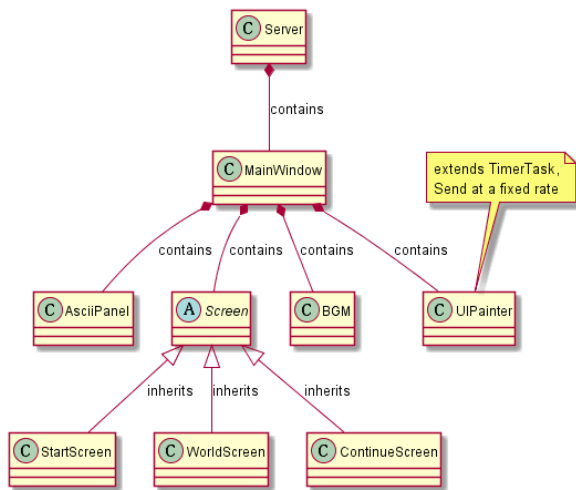 C Server
contains
C MainWindow
extends TimerTask,
Send at a fixed rate
contains
contains
contains
contains
C AsciiPanel
A Screen
C BGM
C UIPainter
inherits
inherits
inherits
C StartScreen
C WorldScreen
C ContinueScreen